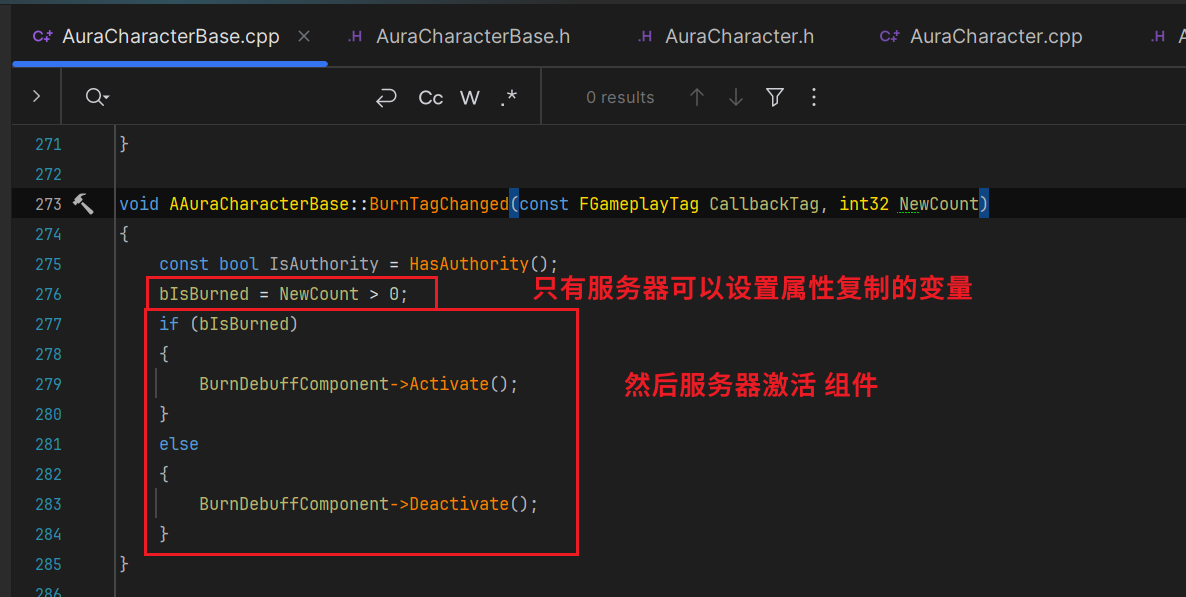 AuraCharacterBase.cpp AuraCharacterBase.h AuraCharacter.h AuraCharacter.cpp
Cc W .* 0 results
271 }
272
273 void AAuraCharacterBase::BurnTagChanged(const FGameplayTag CallbackTag, int32 NewCount)
274 {
275 const bool IsAuthority = HasAuthority();
276 bIsBurned = NewCount > 0; 只有服务器可以设置属性复制的变量
277 if (bIsBurned)
278 {
279 BurnDebuffComponent->Activate(); 然后服务器激活 组件
280 }
281 else
282 {
283 BurnDebuffComponent->Deactivate();
284 }
285 }
286